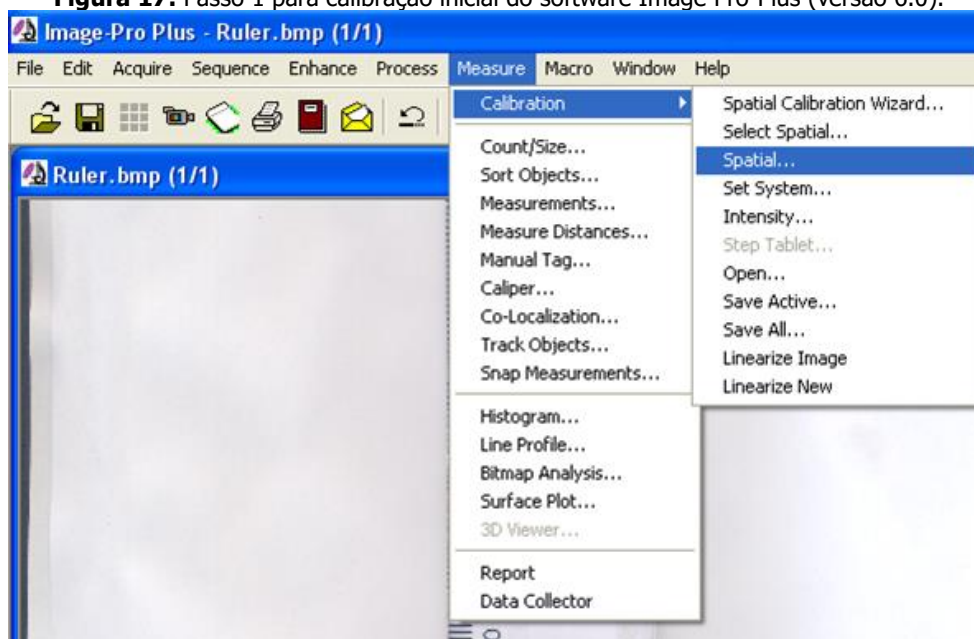 Figura 17. Passo 1 para calibração inicial do software Image Pro Plus (versão 6.0).
Image-Pro Plus - Ruler.bmp (1/1)
File Edit Acquire Sequence Enhance Process Measure Macro Window Help
Ruler.bmp (1/1)
Calibration
Count/Size...
Sort Objects...
Measurements...
Measure Distances...
Manual Tag...
Caliper...
Co-Localization...
Track Objects...
Snap Measurements...
Histogram...
Line Profile...
Bitmap Analysis...
Surface Plot...
3D Viewer...
Report
Data Collector
Spatial Calibration Wizard...
Select Spatial...
Spatial...
Set System...
Intensity...
Step Tablet...
Open...
Save Active...
Save All...
Linearize Image
Linearize New